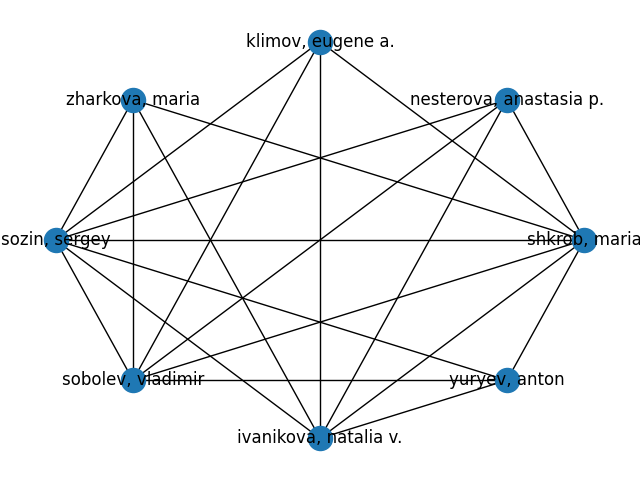 klimov, eugene a.
zharkova, maria
nesterova, anastasia p.
sozin, sergey
shkrob, maria
sobolev, vladimir
yuryev, anton
ivanikova, natalia v.